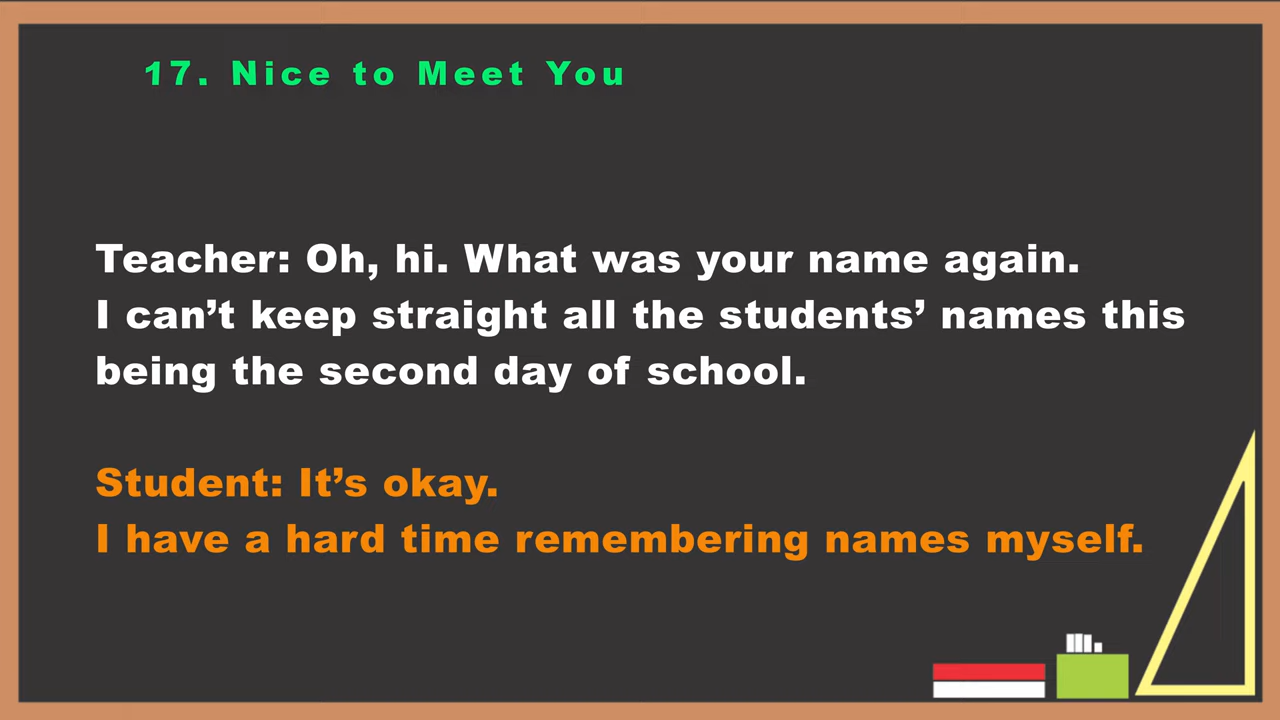 17. Nice to Meet You
Teacher: Oh, hi. What was your name again.
I can’t keep straight all the students’ names this
being the second day of school.
Student: It’s okay.
I have a hard time remembering names myself.